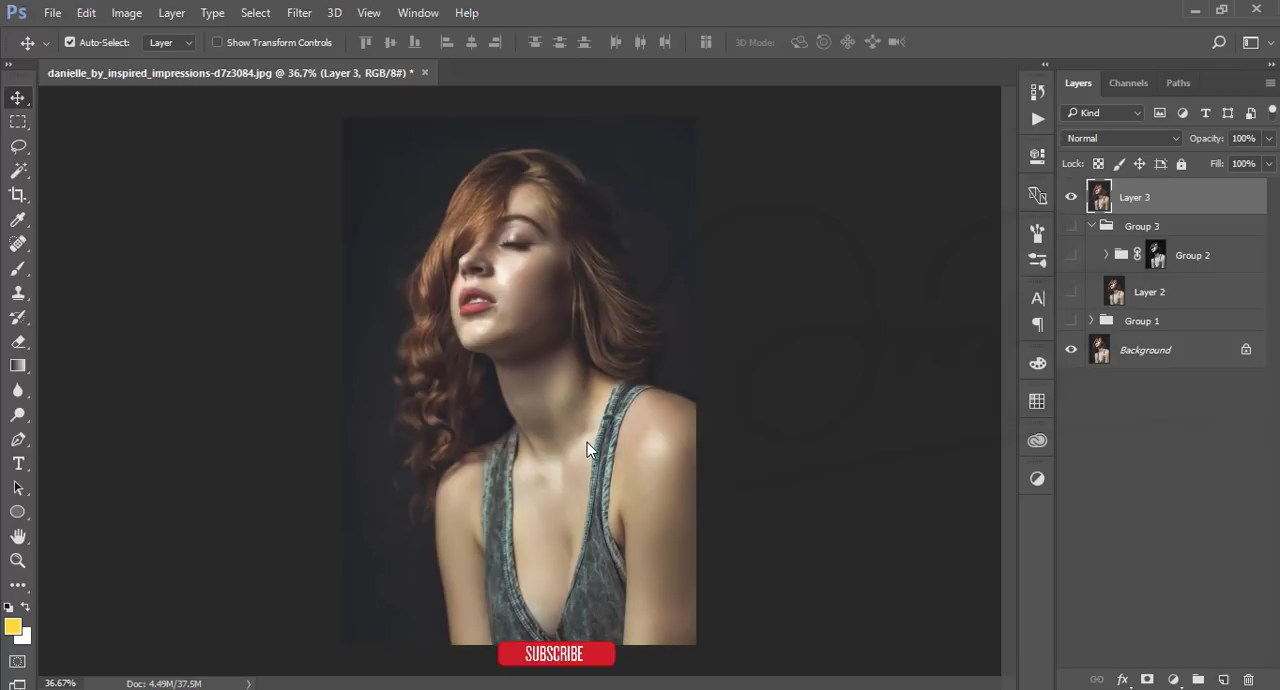 Ps File Edit Image Layer Type Select Filter 3D View Window Help
Auto-Select: Layer Show Transform Controls 3D Mode:
danielle_by_inspired_impressions-d7z3084.jpg @ 36.7% (Layer 3, RGB/8#) *
Layers Channels Paths
Kind
Normal Opacity: 100%
Lock: Fill: 100%
Layer 3
Group 3
Group 2
Layer 2
Group 1
Background
SUBSCRIBE
36.67% Doc: 4.49M/37.5M